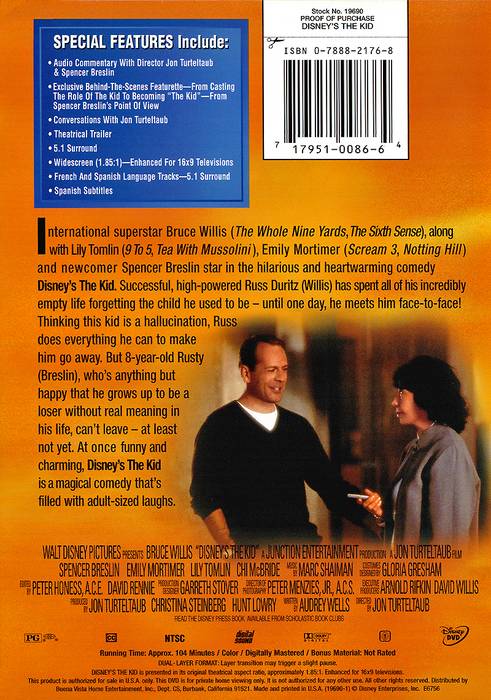 Stock No. 19690
PROOF OF PURCHASE
DISNEY'S THE KID
ISBN 0-7888-2176-8
7 17951-0086-6 4
SPECIAL FEATURES Include:
• Audio Commentary With Director Jon Turteltaub
& Spencer Breslin
• Exclusive Behind-The-Scenes Featurette—From Casting
The Role Of The Kid To Becoming "The Kid"—From
Spencer Breslin's Point Of View
• Conversations With Jon Turteltaub
• Theatrical Trailer
• 5.1 Surround
• Widescreen (1.85:1)—Enhanced For 16x9 Televisions
• French And Spanish Language Tracks—5.1 Surround
• Spanish Subtitles
International superstar Bruce Willis (The Whole Nine Yards, The Sixth Sense), along
with Lily Tomlin (9 To 5, Tea With Mussolini), Emily Mortimer (Scream 3, Notting Hill)
and newcomer Spencer Breslin star in the hilarious and heartwarming comedy
Disney's The Kid. Successful, high-powered Russ Duritz (Willis) has spent all of his incredibly
empty life forgetting the child he used to be – until one day, he meets him face-to-face!
Thinking this kid is a hallucination, Russ
does everything he can to make
him go away. But 8-year-old Rusty
(Breslin), who's anything but
happy that he grows up to be a
loser without real meaning in
his life, can't leave – at least
not yet. At once funny and
charming, Disney's The Kid
is a magical comedy that's
filled with adult-sized laughs.
WALT DISNEY PICTURES PRESENTS BRUCE WILLIS "DISNEY'S THE KID" A JUNCTION ENTERTAINMENT PRODUCTION A JON TURTELTAUB FILM
SPENCER BRESLIN EMILY MORTIMER LILY TOMLIN CHI McBRIDE MUSIC BY MARC SHAIMAN COSTUMES DESIGNED BY GLORIA GRESHAM
EDITED BY PETER HONESS, A.C.E. DAVID RENNIE PRODUCTION DESIGNER GARRETH STOVER DIRECTOR OF PHOTOGRAPHY PETER MENZIES, JR., A.C.S. EXECUTIVE PRODUCERS ARNOLD RIFKIN DAVID WILLIS
PRODUCED BY JON TURTELTAUB CHRISTINA STEINBERG HUNT LOWRY WRITTEN BY AUDREY WELLS DIRECTED BY JON TURTELTAUB
READ THE DISNEY PRESS BOOK AVAILABLE FROM SCHOLASTIC BOOK CLUBS
PG CC NTSC digital sound DOLBY DIGITAL Disney DVD
Running Time: Approx. 104 Minutes / Color / Digitally Mastered / Bonus Material: Not Rated
DUAL-LAYER FORMAT: Layer transition may trigger a slight pause.
DISNEY'S THE KID is presented in its original theatrical aspect ratio, approximately 1.85:1. Enhanced for 16x9 televisions.
This product is authorized for sale in U.S.A. only. This DVD is for private home viewing only. It is not authorized for any other use. All other rights reserved. Distributed by
Buena Vista Home Entertainment, Inc., Dept. CS, Burbank, California 91521. Made and printed in U.S.A. (19690-1) © Disney Enterprises, Inc. 6756